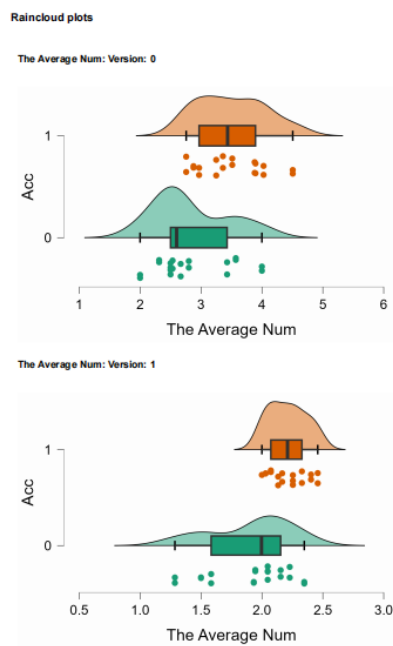 Raincloud plots
The Average Num: Version: 0
Acc
1
0
1 2 3 4 5 6
The Average Num
The Average Num: Version: 1
Acc
1
0
0.5 1.0 1.5 2.0 2.5 3.0
The Average Num